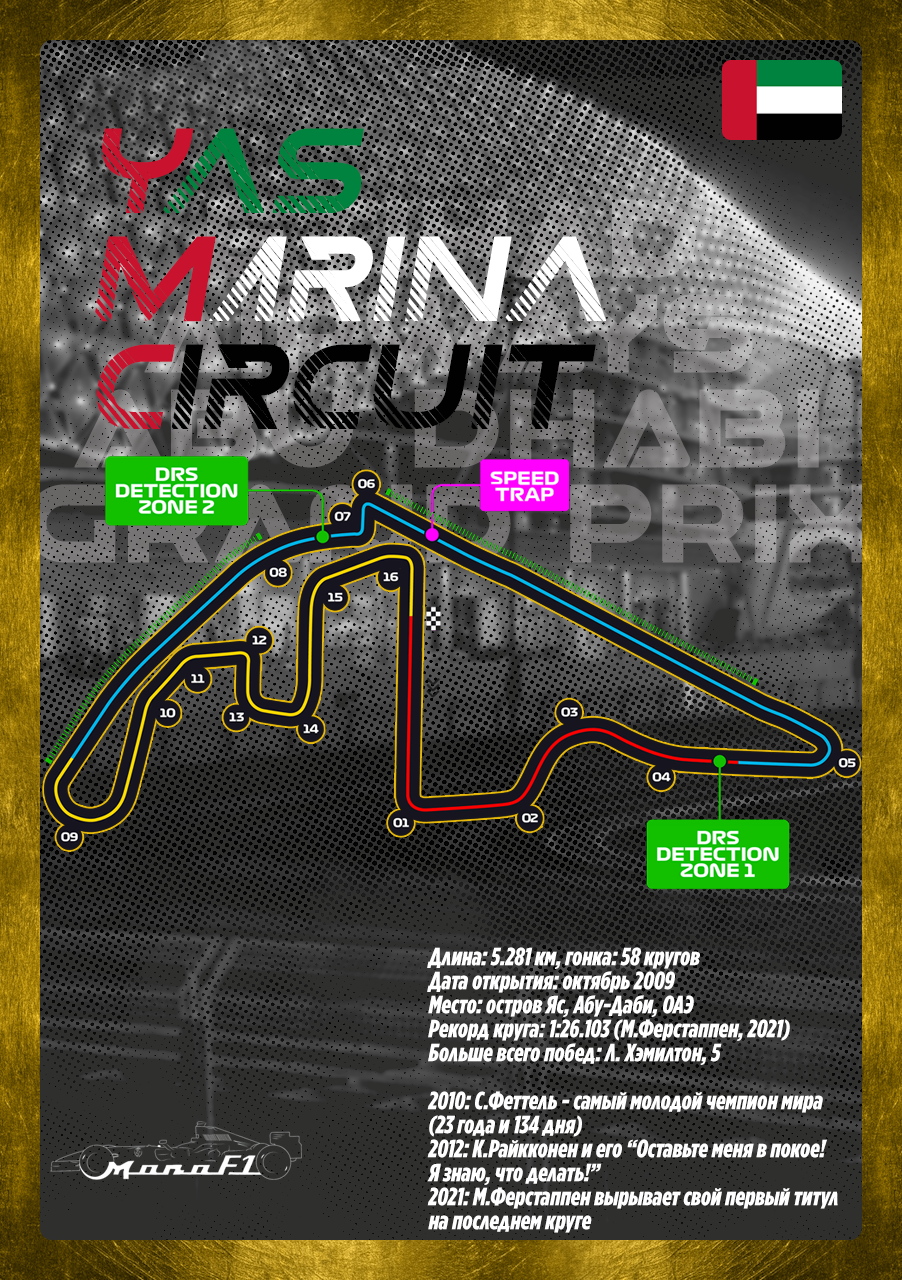 YAS
MARINA
CIRCUIT
AIRWAYS
ABU DHABI
GRAND PRIX
DRS
DETECTION
ZONE 2
SPEED
TRAP
06
07
08
16
15
12
11
10
13
14
03
05
04
09
01
02
DRS
DETECTION
ZONE 1
Длина: 5.281 км, гонка: 58 кругов
Дата открытия: октябрь 2009
Место: остров Яс, Абу-Даби, ОАЭ
Рекорд круга: 1:26.103 (М.Ферстаппен, 2021)
Больше всего побед: Л. Хэмилтон, 5
2010: С.Феттель - самый молодой чемпион мира
(23 года и 134 дня)
2012: К.Райкконен и его “Оставьте меня в покое!
Я знаю, что делать!”
2021: М.Ферстаппен вырывает свой первый титул
на последнем круге
МапаF1